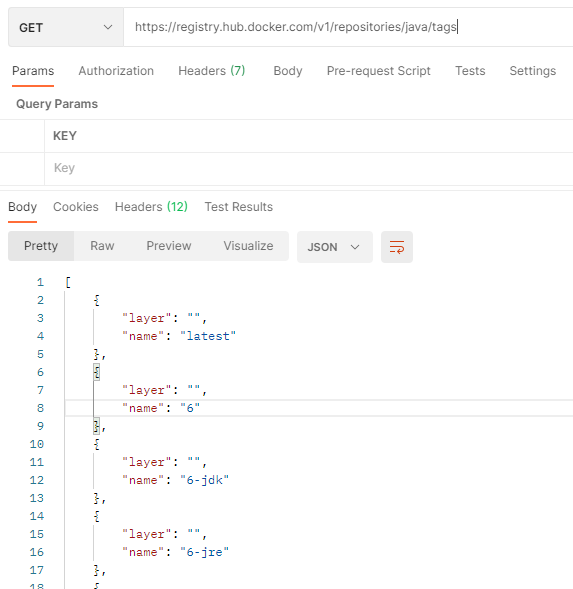 GET https://registry.hub.docker.com/v1/repositories/java/tags
Params Authorization Headers (7) Body Pre-request Script Tests Settings
Query Params
KEY
Key
Body Cookies Headers (12) Test Results
Pretty Raw Preview Visualize JSON
1 [
2 {
3 "layer": "",
4 "name": "latest"
5 },
6 {
7 "layer": "",
8 "name": "6"
9 },
10 {
11 "layer": "",
12 "name": "6-jdk"
13 },
14 {
15 "layer": "",
16 "name": "6-jre"
17 },
18 {